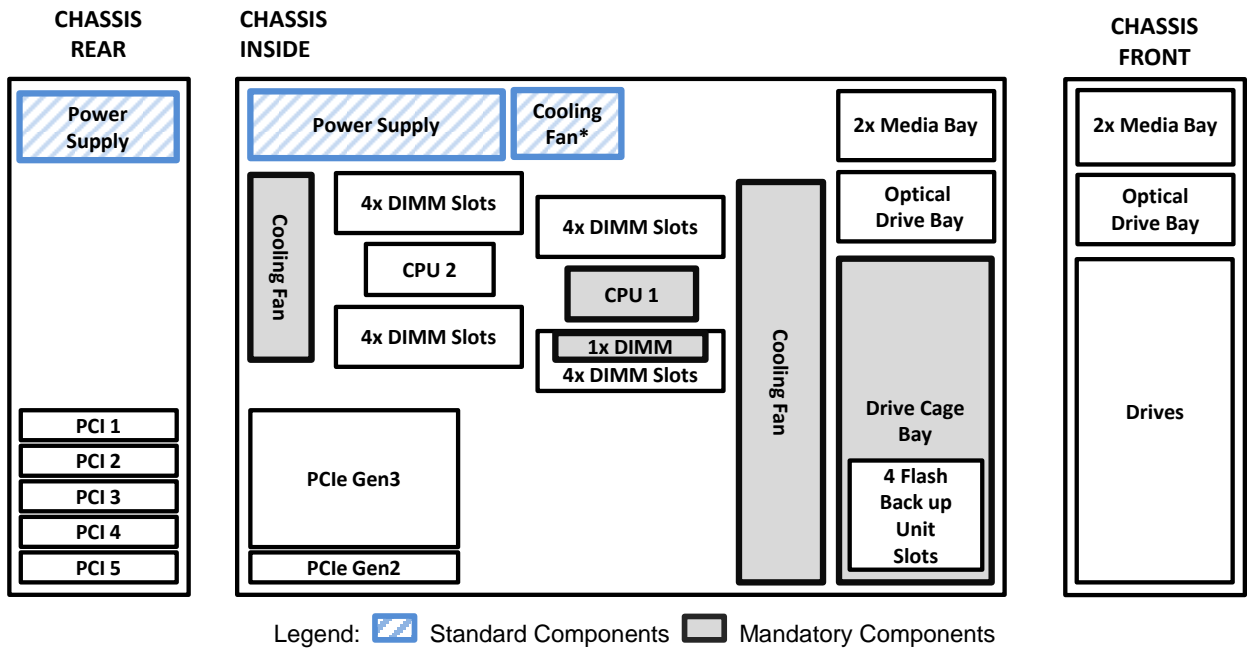 CHASSIS
REAR
Power
Supply
PCI 1
PCI 2
PCI 3
PCI 4
PCI 5
CHASSIS
INSIDE
Power Supply
Cooling
Fan*
2x Media Bay
Cooling Fan
4x DIMM Slots
CPU 2
4x DIMM Slots
4x DIMM Slots
CPU 1
1x DIMM
4x DIMM Slots
Cooling Fan
Optical
Drive Bay
Drive Cage
Bay
4 Flash
Back up
Unit
Slots
PCIe Gen3
PCIe Gen2
CHASSIS
FRONT
2x Media Bay
Optical
Drive Bay
Drives
Legend: Standard Components Mandatory Components